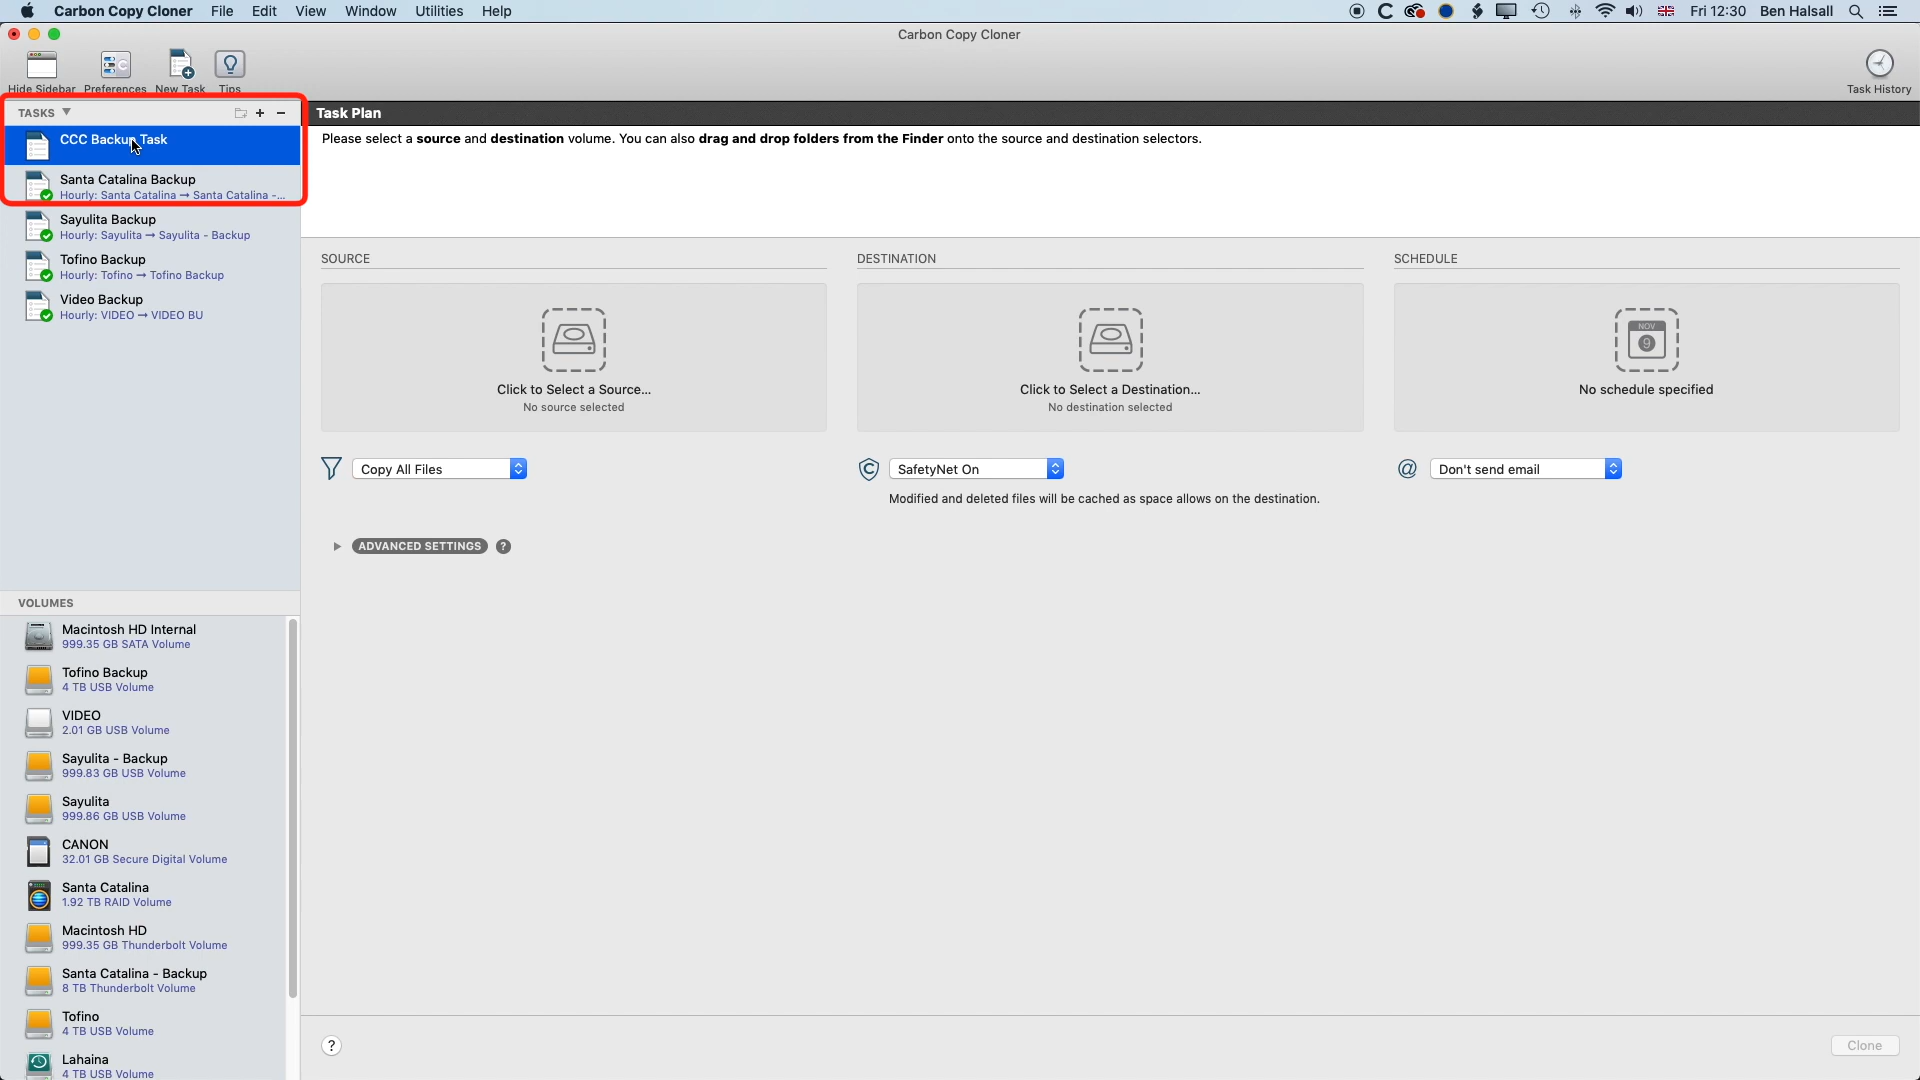 Carbon Copy Cloner File Edit View Window Utilities Help Fri 12:30 Ben Halsall
Carbon Copy Cloner
Hide Sidebar Preferences New Task Tips Task History
TASKS
CCC Backup Task
Santa Catalina Backup
Hourly: Santa Catalina → Santa Catalina -...
Sayulita Backup
Hourly: Sayulita → Sayulita - Backup
Tofino Backup
Hourly: Tofino → Tofino Backup
Video Backup
Hourly: VIDEO → VIDEO BU
Task Plan
Please select a source and destination volume. You can also drag and drop folders from the Finder onto the source and destination selectors.
SOURCE
Click to Select a Source...
No source selected
Copy All Files
ADVANCED SETTINGS ?
DESTINATION
Click to Select a Destination...
No destination selected
SafetyNet On
Modified and deleted files will be cached as space allows on the destination.
SCHEDULE
NOV
9
No schedule specified
@ Don't send email
VOLUMES
Macintosh HD Internal
999.35 GB SATA Volume
Tofino Backup
4 TB USB Volume
VIDEO
2.01 GB USB Volume
Sayulita - Backup
999.83 GB USB Volume
Sayulita
999.86 GB USB Volume
CANON
32.01 GB Secure Digital Volume
Santa Catalina
1.92 TB RAID Volume
Macintosh HD
999.35 GB Thunderbolt Volume
Santa Catalina - Backup
8 TB Thunderbolt Volume
Tofino
4 TB USB Volume
Lahaina
4 TB USB Volume
? Clone